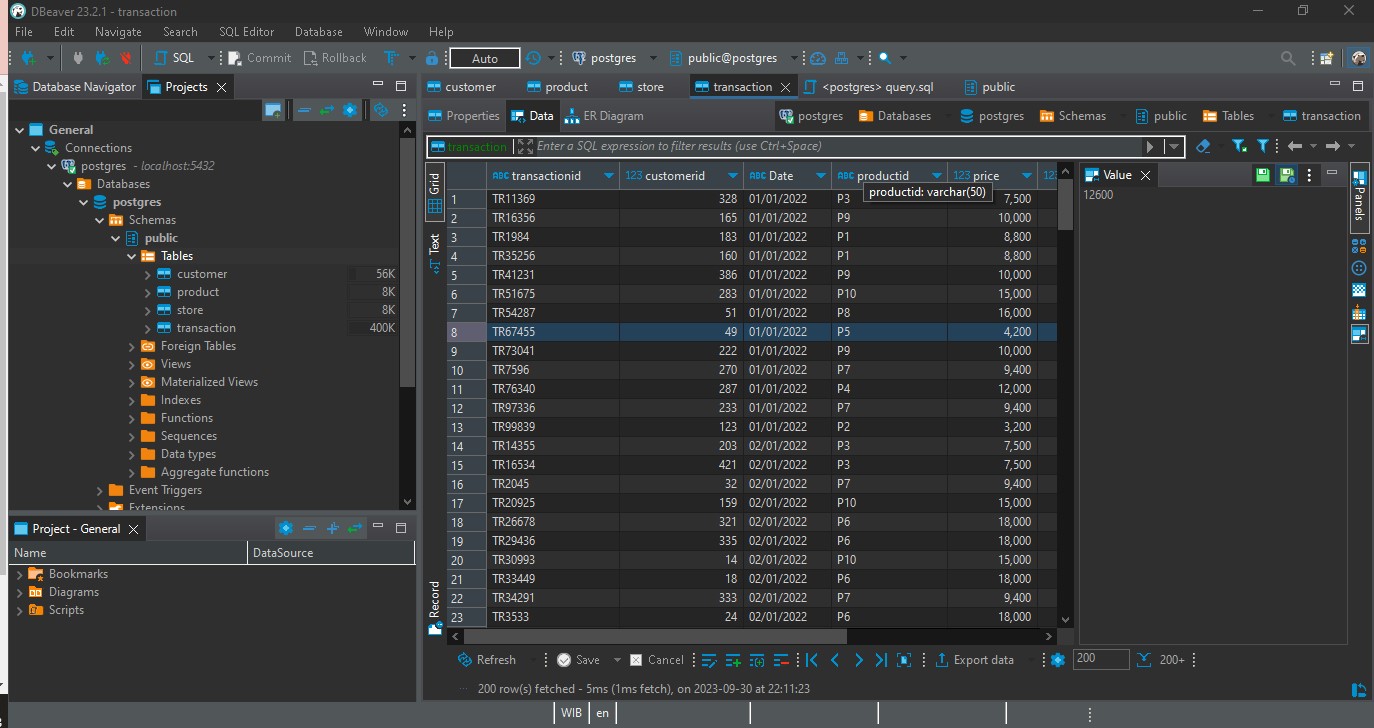 DBeaver 23.2.1 - transaction
File Edit Navigate Search SQL Editor Database Window Help
SQL Commit Rollback Auto postgres public@postgres
Database Navigator Projects customer product store transaction <postgres> query.sql public
Properties Data ER Diagram postgres Databases postgres Schemas public Tables transaction
General
Connections
postgres - localhost:5432
Databases
postgres
Schemas
public
Tables
customer 56K
product 8K
store 8K
transaction 400K
Foreign Tables
Views
Materialized Views
Indexes
Functions
Sequences
Data types
Aggregate functions
Event Triggers
Extensions
Project - General
Name DataSource
Bookmarks
Diagrams
Scripts
transaction Enter a SQL expression to filter results (use Ctrl+Space)
Grid
Text
Record
ABC transactionid 123 customerid ABC Date ABC productid 123 price 123
productid: varchar(50)
1 TR11369 328 01/01/2022 P3 7,500
2 TR16356 165 01/01/2022 P9 10,000
3 TR1984 183 01/01/2022 P1 8,800
4 TR35256 160 01/01/2022 P1 8,800
5 TR41231 386 01/01/2022 P9 10,000
6 TR51675 283 01/01/2022 P10 15,000
7 TR54287 51 01/01/2022 P8 16,000
8 TR67455 49 01/01/2022 P5 4,200
9 TR73041 222 01/01/2022 P9 10,000
10 TR7596 270 01/01/2022 P7 9,400
11 TR76340 287 01/01/2022 P4 12,000
12 TR97336 233 01/01/2022 P7 9,400
13 TR99839 123 01/01/2022 P2 3,200
14 TR14355 203 02/01/2022 P3 7,500
15 TR16534 421 02/01/2022 P3 7,500
16 TR2045 32 02/01/2022 P7 9,400
17 TR20925 159 02/01/2022 P10 15,000
18 TR26678 321 02/01/2022 P6 18,000
19 TR29436 335 02/01/2022 P6 18,000
20 TR30993 14 02/01/2022 P10 15,000
21 TR33449 18 02/01/2022 P6 18,000
22 TR34291 333 02/01/2022 P7 9,400
23 TR3533 24 02/01/2022 P6 18,000
Value
12600
Panels
Refresh Save Cancel Export data 200 200+
200 row(s) fetched - 5ms (1ms fetch), on 2023-09-30 at 22:11:23
WIB en